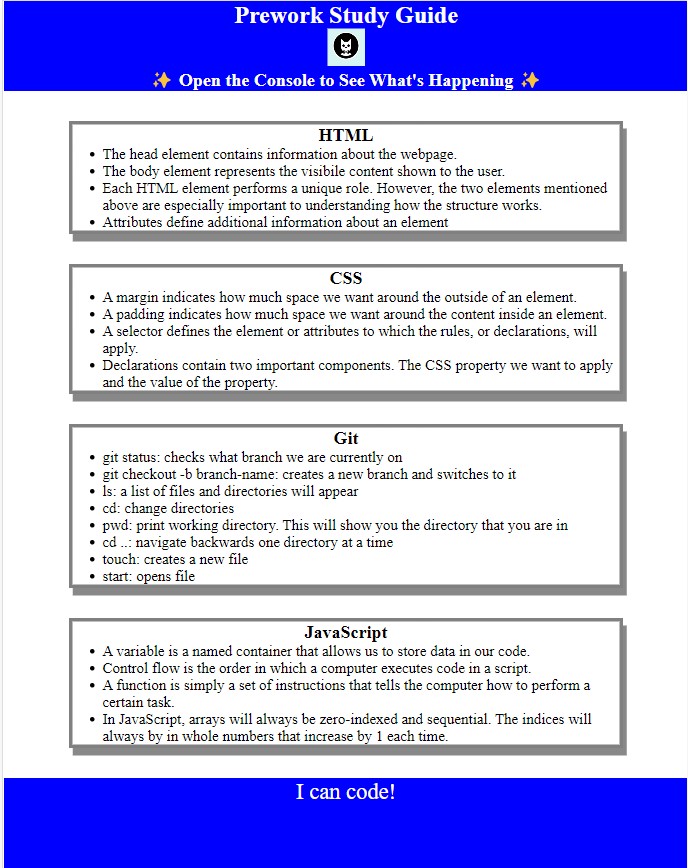 Prework Study Guide
✨ Open the Console to See What's Happening ✨
HTML
• The head element contains information about the webpage.
• The body element represents the visibile content shown to the user.
• Each HTML element performs a unique role. However, the two elements mentioned
above are especially important to understanding how the structure works.
• Attributes define additional information about an element
CSS
• A margin indicates how much space we want around the outside of an element.
• A padding indicates how much space we want around the content inside an element.
• A selector defines the element or attributes to which the rules, or declarations, will
apply.
• Declarations contain two important components. The CSS property we want to apply
and the value of the property.
Git
• git status: checks what branch we are currently on
• git checkout -b branch-name: creates a new branch and switches to it
• ls: a list of files and directories will appear
• cd: change directories
• pwd: print working directory. This will show you the directory that you are in
• cd ..: navigate backwards one directory at a time
• touch: creates a new file
• start: opens file
JavaScript
• A variable is a named container that allows us to store data in our code.
• Control flow is the order in which a computer executes code in a script.
• A function is simply a set of instructions that tells the computer how to perform a
certain task.
• In JavaScript, arrays will always be zero-indexed and sequential. The indices will
always by in whole numbers that increase by 1 each time.
I can code!